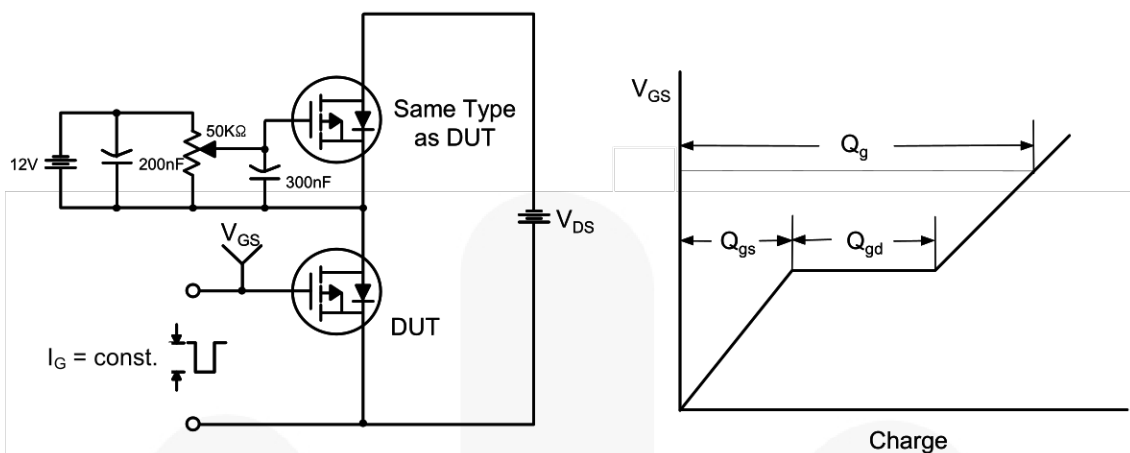 Same Type
as DUT
50KΩ
12V
200nF
300nF
V_GS
V_DS
DUT
I_G = const.
V_GS
Q_g
Q_gs
Q_gd
Charge